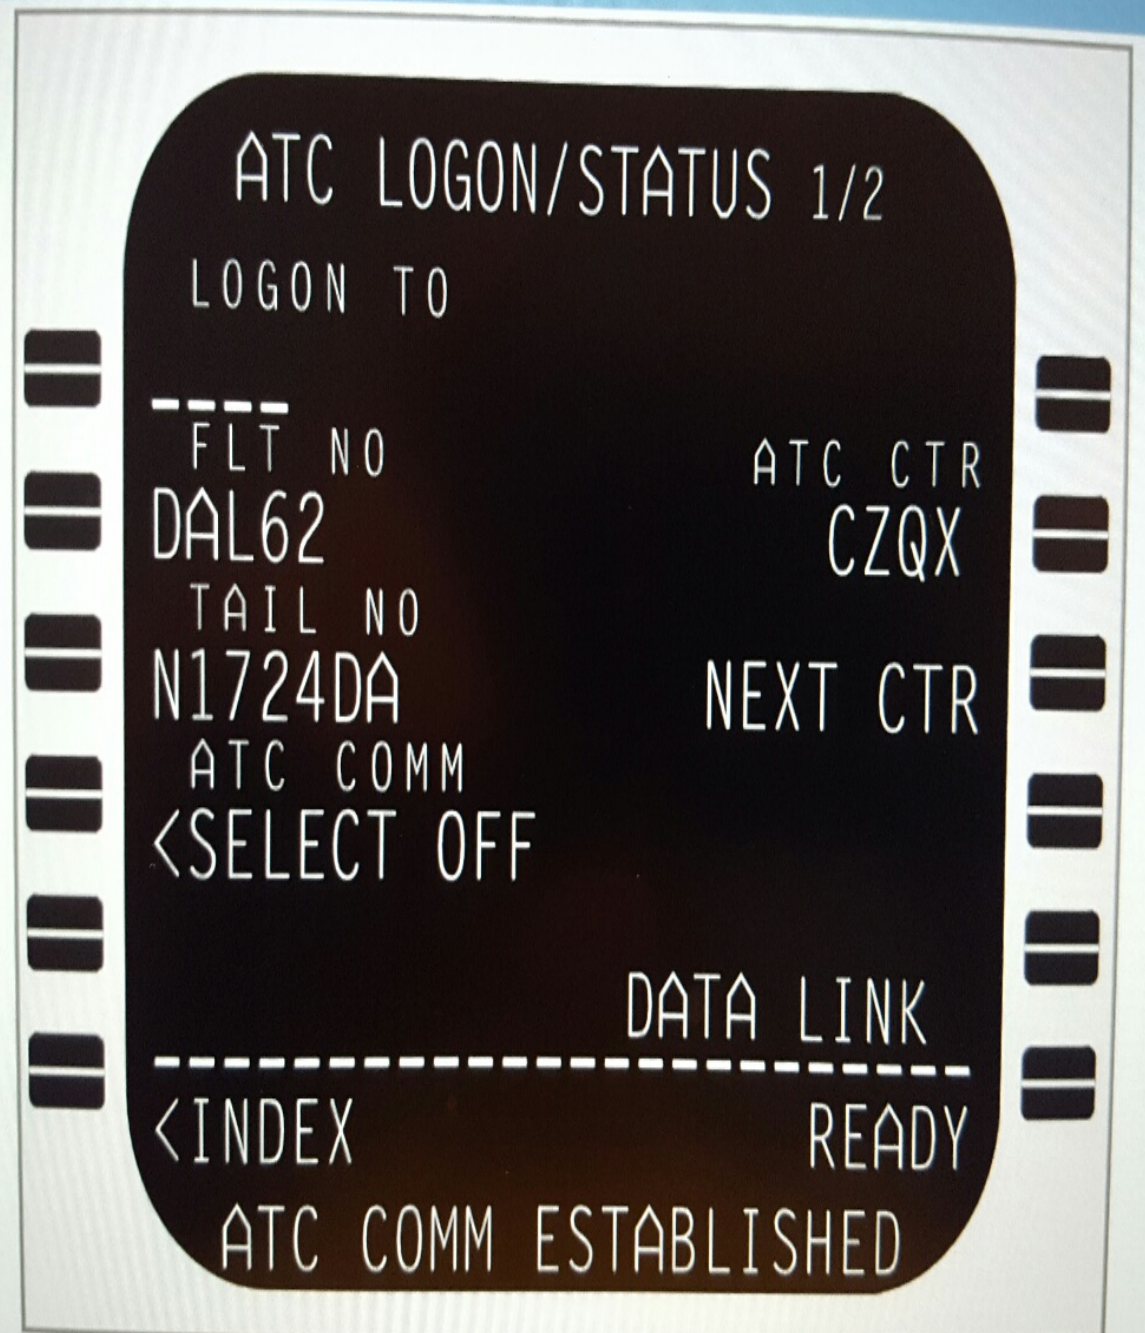 ATC LOGON/STATUS 1/2
LOGON TO
----
FLT NO ATC CTR
DAL62 CZQX
TAIL NO
N1724DA NEXT CTR
ATC COMM
<SELECT OFF
DATA LINK
------------------------
<INDEX READY
ATC COMM ESTABLISHED